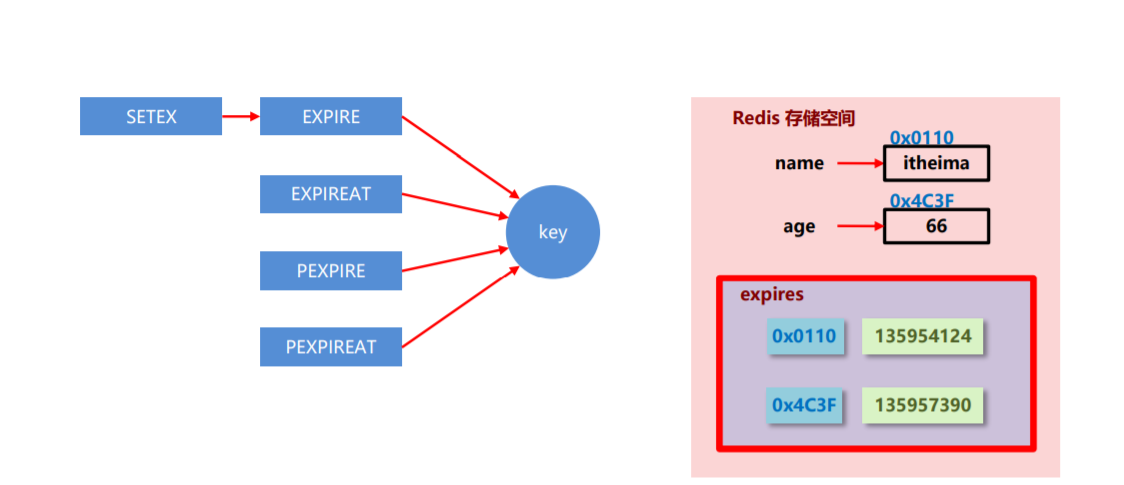 SETEX
EXPIRE
EXPIREAT
PEXPIRE
PEXPIREAT
key
Redis 存储空间
0x0110
name
itheima
0x4C3F
age
66
expires
0x0110
135954124
0x4C3F
135957390